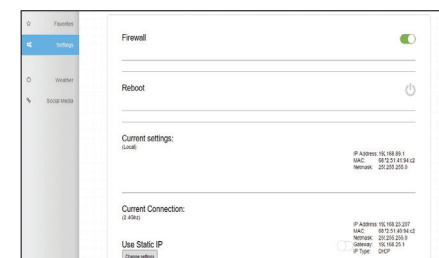 Favorites
Settings
Weather
Social Media
Firewall
Reboot
Current settings:
(Local)
IP Address: 192.168.89.1
MAC:
Netmask: 255.255.255.0
Current Connection:
(2.4Ghz)
IP Address: 192.168.25.207
MAC:
Netmask: 255.255.255.0
Gateway: 192.168.25.1
IP Type: DHCP
Use Static IP
Change settings